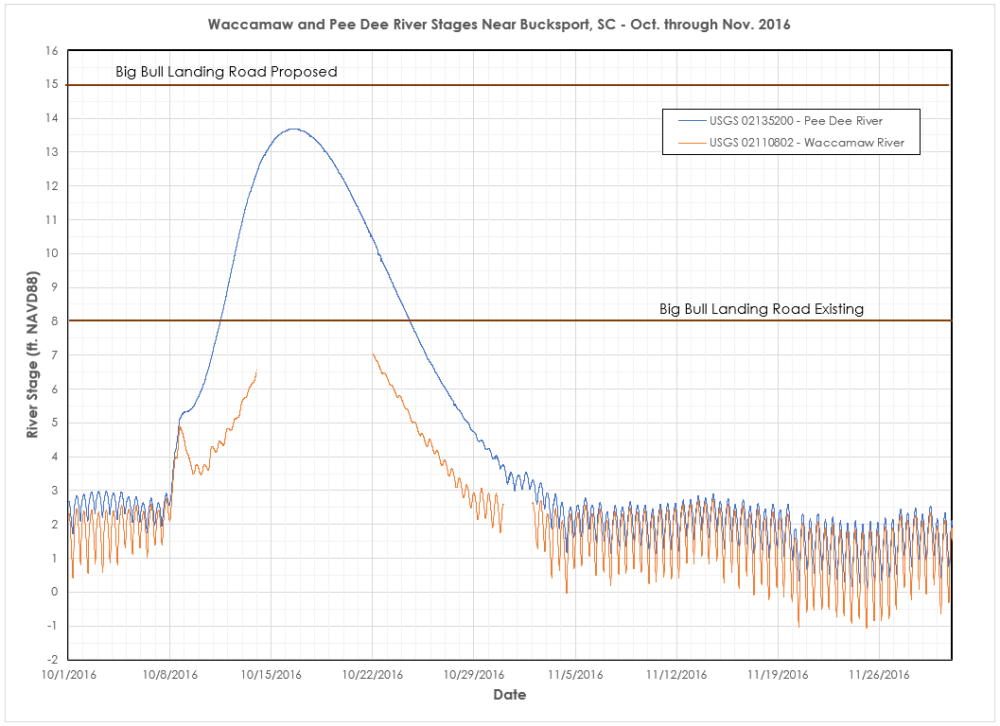 Waccamaw and Pee Dee River Stages Near Bucksport, SC - Oct. through Nov. 2016
16
Big Bull Landing Road Proposed
15
14
USGS 02135200 - Pee Dee River
USGS 02110802 - Waccamaw River
13
12
11
10
9
Big Bull Landing Road Existing
8
7
6
5
4
3
2
1
0
-1
-2
River Stage (ft. NAVD88)
10/1/2016 10/8/2016 10/15/2016 10/22/2016 10/29/2016 11/5/2016 11/12/2016 11/19/2016 11/26/2016
Date